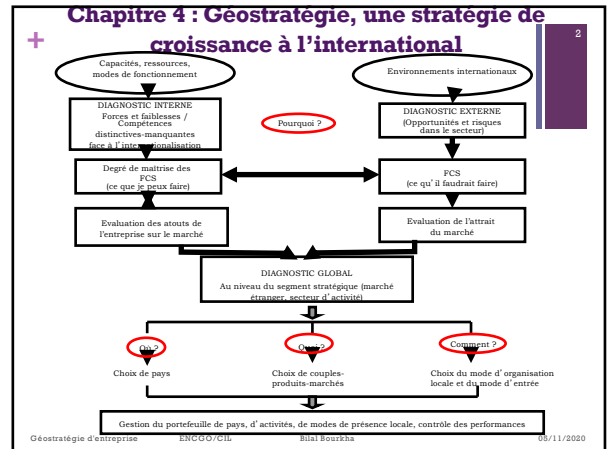 Chapitre 4 : Géostratégie, une stratégie de
croissance à l'international
+
2
Capacités, ressources,
modes de fonctionnement
Environnements internationaux
DIAGNOSTIC INTERNE
Forces et faiblesses /
Compétences
distinctives-manquantes
face à l'internationalisation
Pourquoi ?
DIAGNOSTIC EXTERNE
(Opportunités et risques
dans le secteur)
Degré de maîtrise des
FCS
(ce que je peux faire)
FCS
(ce qu'il faudrait faire)
Evaluation des atouts de
l'entreprise sur le marché
Evaluation de l'attrait
du marché
DIAGNOSTIC GLOBAL
Au niveau du segment stratégique (marché
étranger, secteur d'activité)
Où ?
Quoi ?
Comment ?
Choix de pays
Choix de couples-
produits-marchés
Choix du mode d'organisation
locale et du mode d'entrée
Gestion du portefeuille de pays, d'activités, de modes de présence locale, contrôle des performances
Géostratégie d'entreprise ENCGO/CIL Bilal Bourkha 05/11/2020